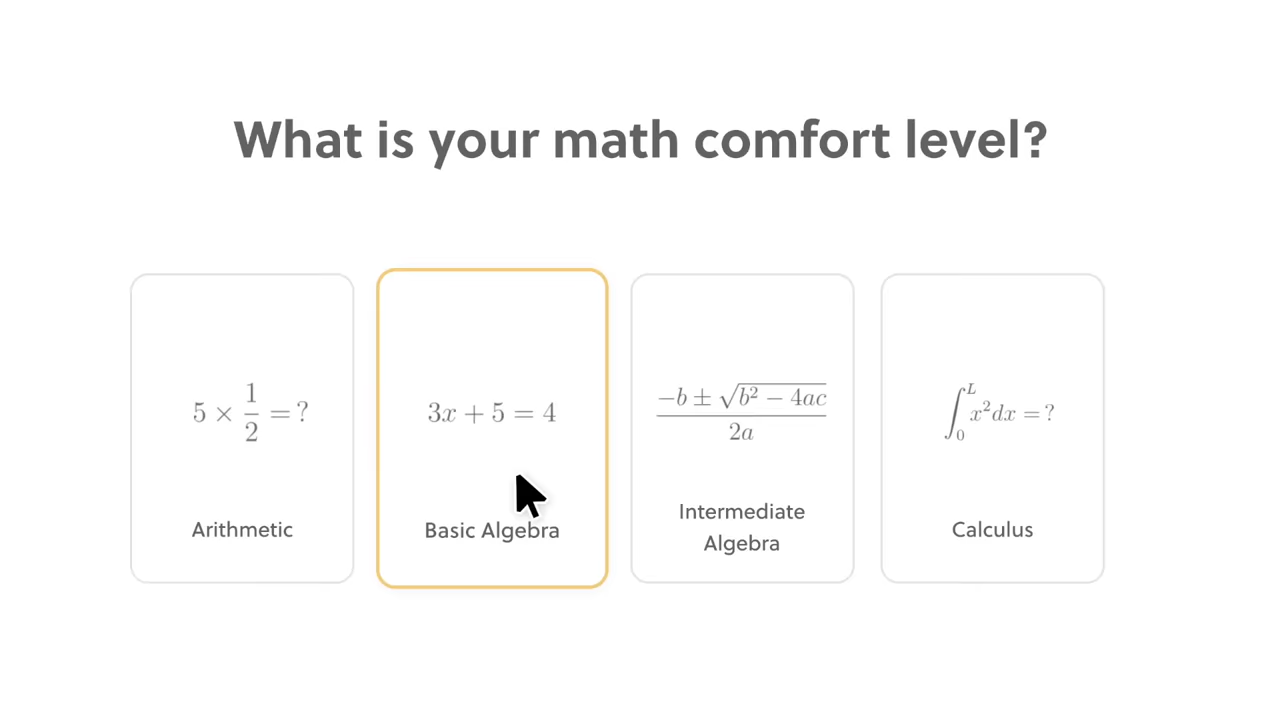 What is your math comfort level?
5 × 1/2 = ?
Arithmetic
3x + 5 = 4
Basic Algebra
−b ± √(b² − 4ac)
2a
Intermediate
Algebra
∫₀ᴸ x²dx = ?
Calculus